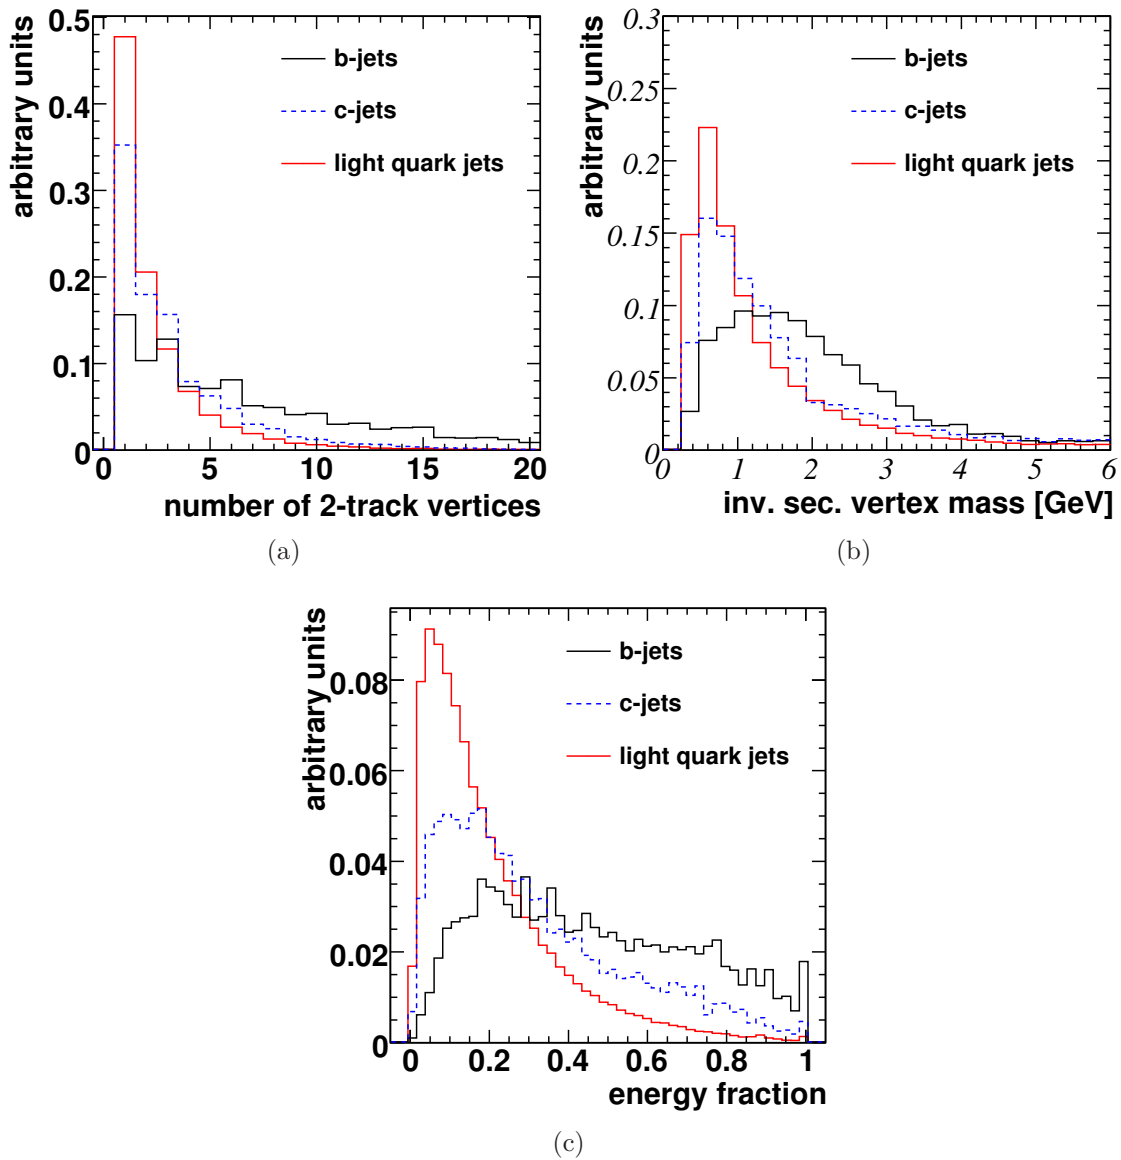 arbitrary units
0.5
0.4
0.3
0.2
0.1
0
b-jets
c-jets
light quark jets
0 5 10 15 20
number of 2-track vertices
(a)
arbitrary units
0.3
0.25
0.2
0.15
0.1
0.05
0
b-jets
c-jets
light quark jets
0 1 2 3 4 5 6
inv. sec. vertex mass [GeV]
(b)
arbitrary units
0.08
0.06
0.04
0.02
0
b-jets
c-jets
light quark jets
0 0.2 0.4 0.6 0.8 1
energy fraction
(c)